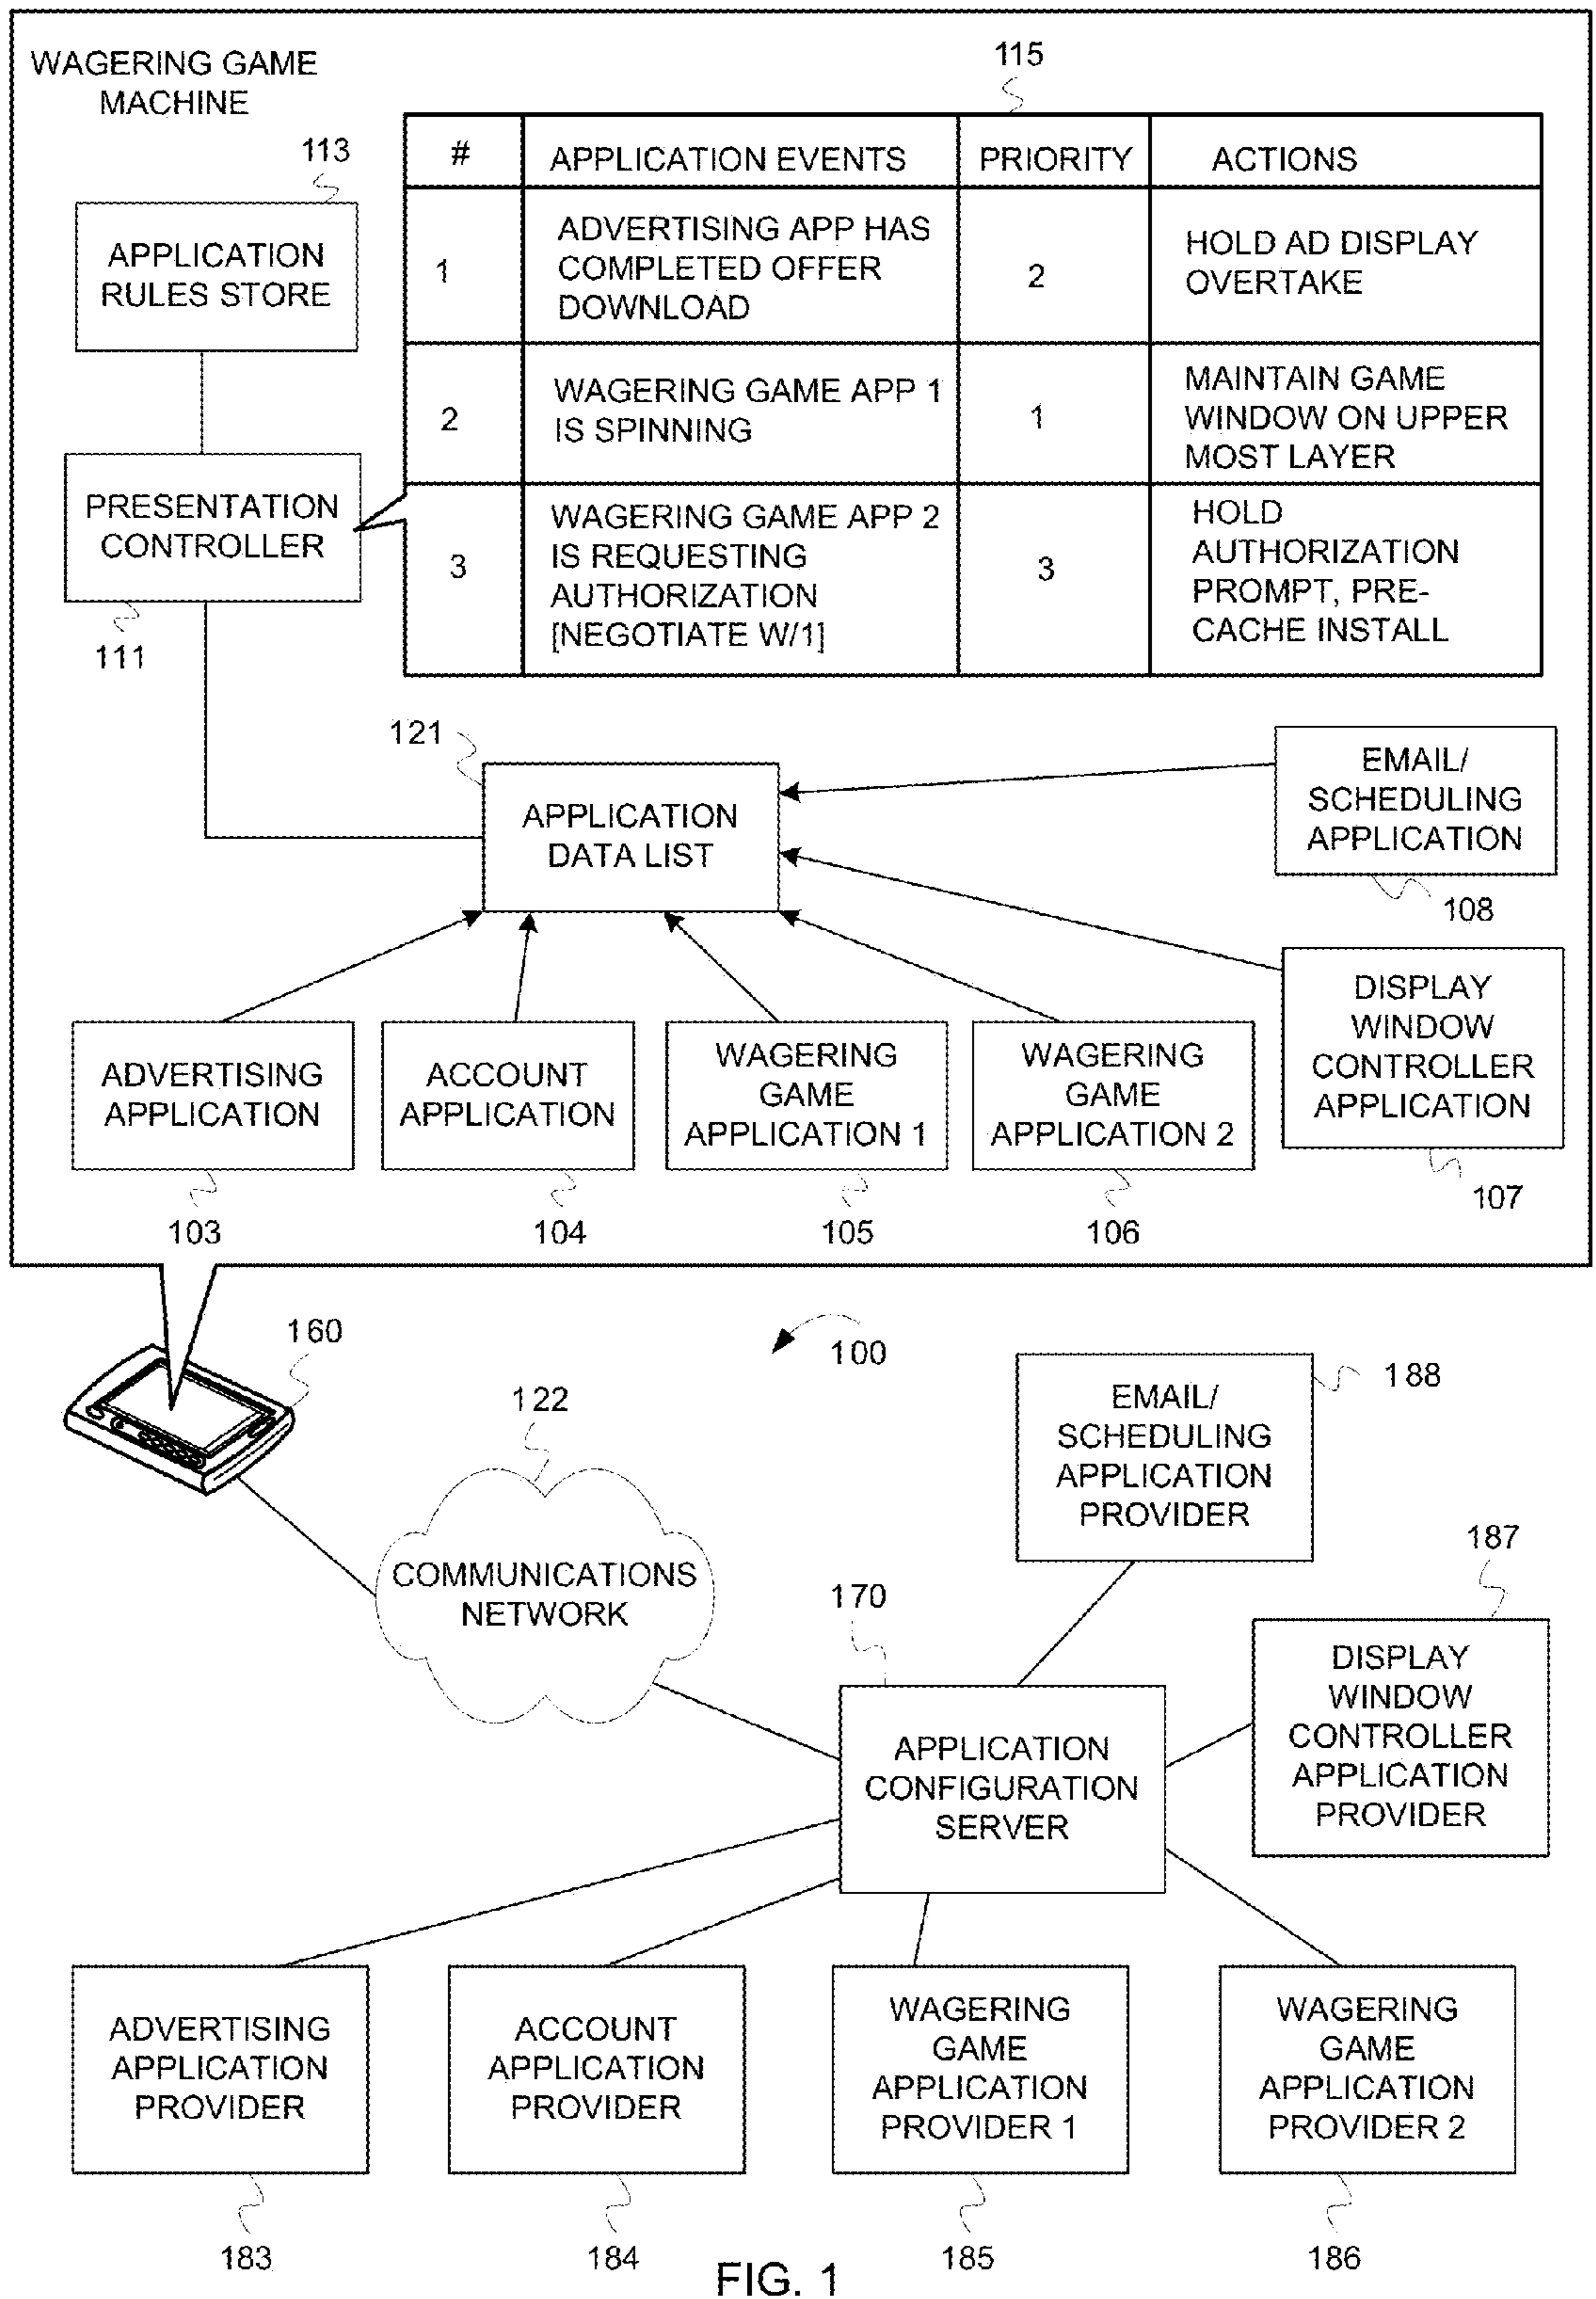 WAGERING GAME
MACHINE
115
113
# APPLICATION EVENTS PRIORITY ACTIONS
1
ADVERTISING APP HAS
COMPLETED OFFER
DOWNLOAD
2
HOLD AD DISPLAY
OVERTAKE
2
WAGERING GAME APP 1
IS SPINNING
1
MAINTAIN GAME
WINDOW ON UPPER
MOST LAYER
3
WAGERING GAME APP 2
IS REQUESTING
AUTHORIZATION
[NEGOTIATE W/1]
3
HOLD
AUTHORIZATION
PROMPT, PRE-
CACHE INSTALL
APPLICATION
RULES STORE
PRESENTATION
CONTROLLER
111
121
APPLICATION
DATA LIST
EMAIL/
SCHEDULING
APPLICATION
108
DISPLAY
WINDOW
CONTROLLER
APPLICATION
107
ADVERTISING
APPLICATION
103
ACCOUNT
APPLICATION
104
WAGERING
GAME
APPLICATION 1
105
WAGERING
GAME
APPLICATION 2
106
160
100
122
COMMUNICATIONS
NETWORK
EMAIL/
SCHEDULING
APPLICATION
PROVIDER
188
170
APPLICATION
CONFIGURATION
SERVER
187
DISPLAY
WINDOW
CONTROLLER
APPLICATION
PROVIDER
ADVERTISING
APPLICATION
PROVIDER
183
ACCOUNT
APPLICATION
PROVIDER
184
WAGERING
GAME
APPLICATION
PROVIDER 1
185
WAGERING
GAME
APPLICATION
PROVIDER 2
186
FIG. 1